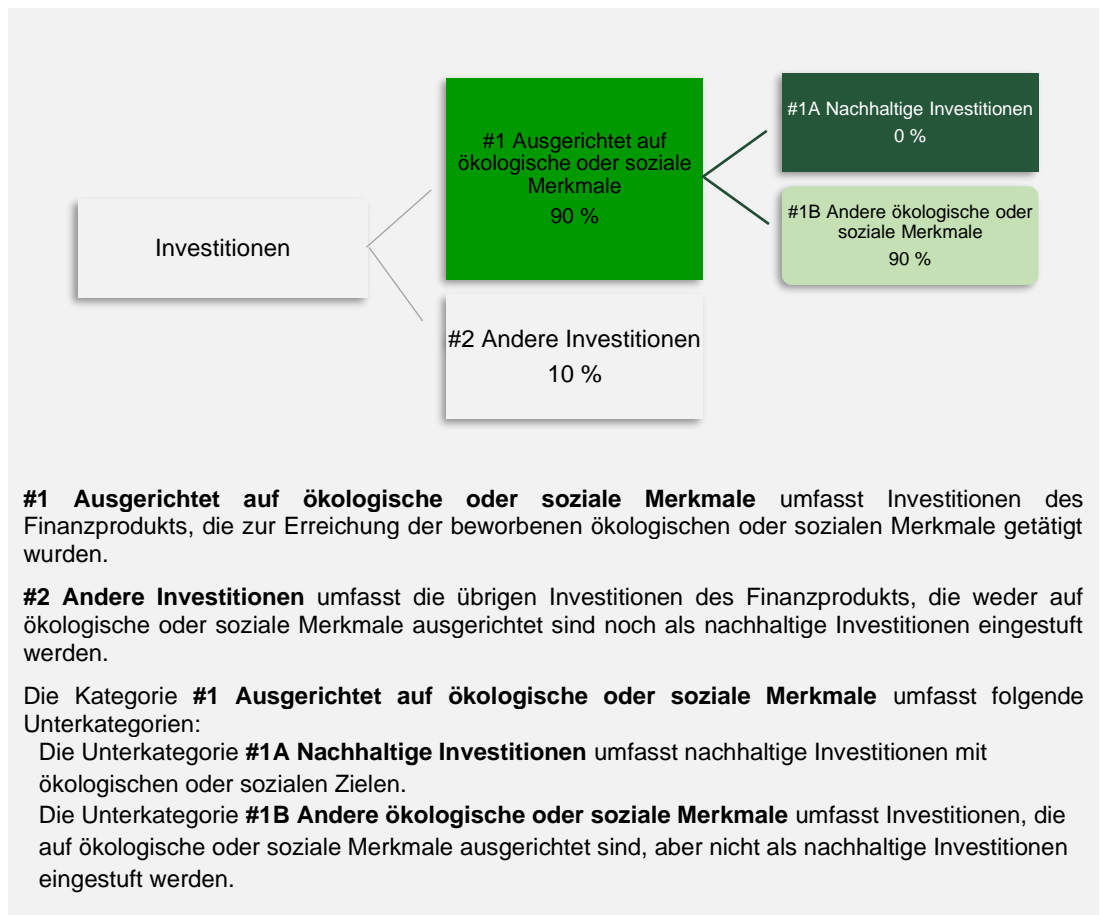 #1A Nachhaltige Investitionen
0 %
#1 Ausgerichtet auf
ökologische oder soziale
Merkmale
90 %
#1B Andere ökologische oder
soziale Merkmale
90 %
Investitionen
#2 Andere Investitionen
10 %
#1 Ausgerichtet auf ökologische oder soziale Merkmale umfasst Investitionen des
Finanzprodukts, die zur Erreichung der beworbenen ökologischen oder sozialen Merkmale getätigt
wurden.
#2 Andere Investitionen umfasst die übrigen Investitionen des Finanzprodukts, die weder auf
ökologische oder soziale Merkmale ausgerichtet sind noch als nachhaltige Investitionen eingestuft
werden.
Die Kategorie #1 Ausgerichtet auf ökologische oder soziale Merkmale umfasst folgende
Unterkategorien:
Die Unterkategorie #1A Nachhaltige Investitionen umfasst nachhaltige Investitionen mit
ökologischen oder sozialen Zielen.
Die Unterkategorie #1B Andere ökologische oder soziale Merkmale umfasst Investitionen, die
auf ökologische oder soziale Merkmale ausgerichtet sind, aber nicht als nachhaltige Investitionen
eingestuft werden.